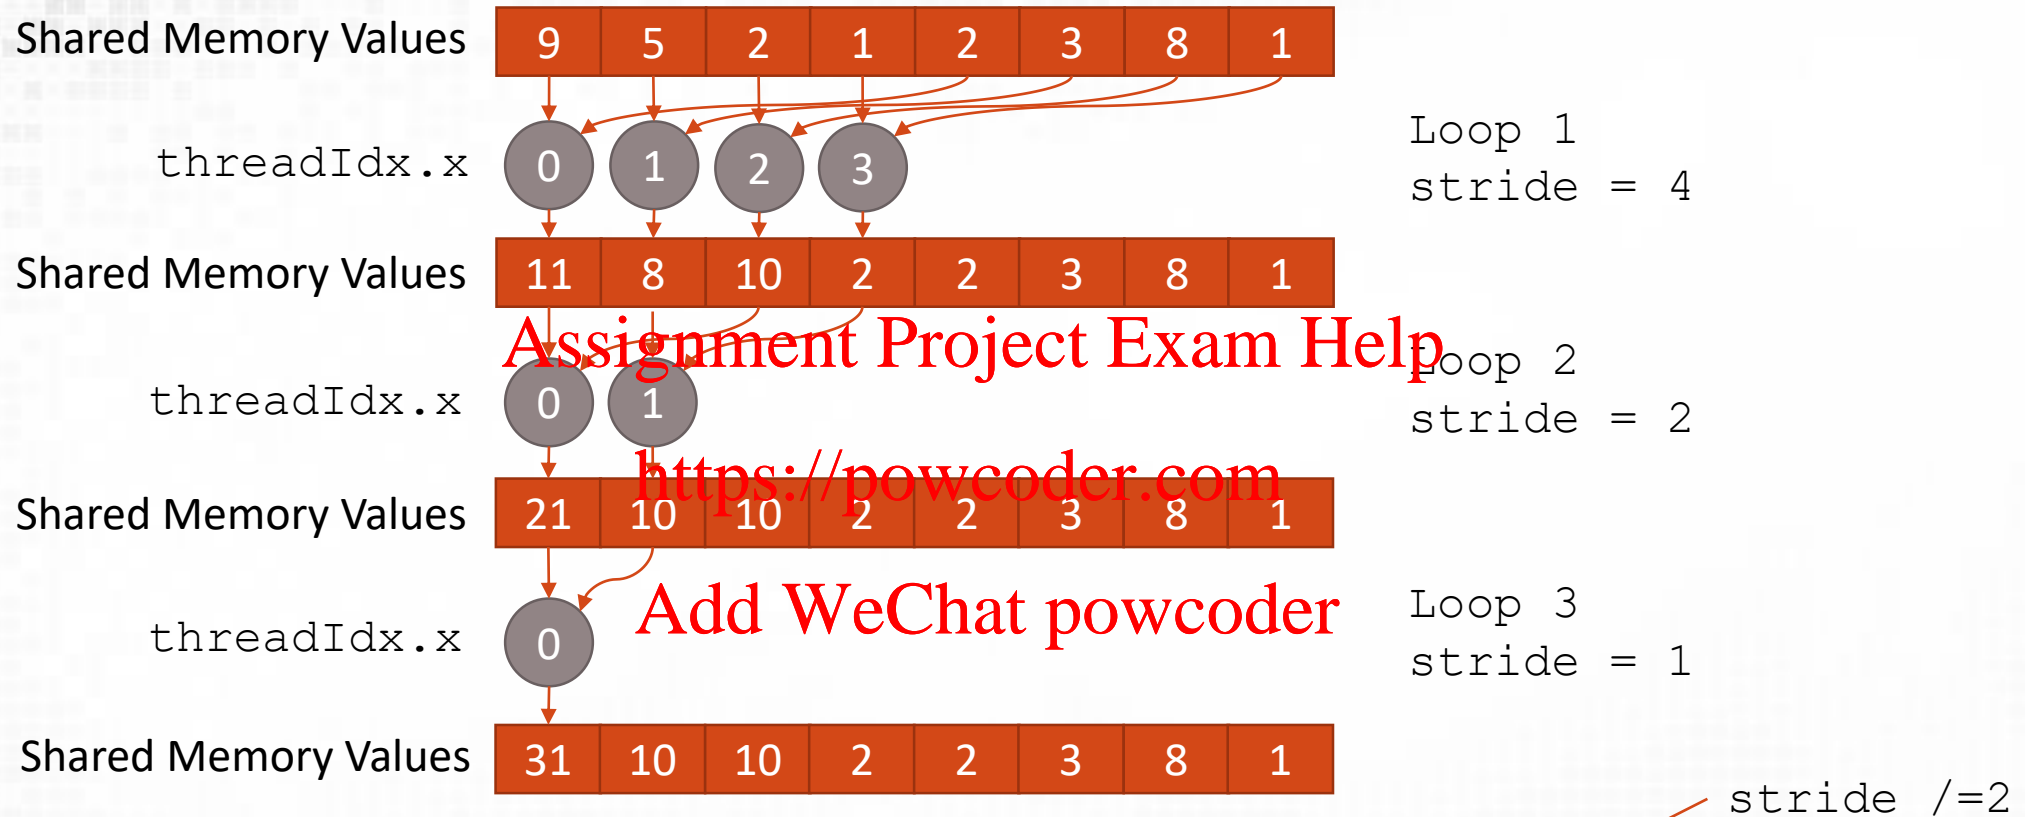 Shared Memory Values 9 5 2 1 2 3 8 1
Loop 1
threadIdx.x 0 1 2 3
stride = 4
Shared Memory Values 11 8 10 2 2 3 8 1
Assignment Project Exam Help
Loop 2
threadIdx.x 0 1
stride = 2
https://powcoder.com
Shared Memory Values 21 10 10 2 2 3 8 1
Add WeChat powcoder
Loop 3
threadIdx.x 0
stride = 1
Shared Memory Values 31 10 10 2 2 3 8 1
stride /=2